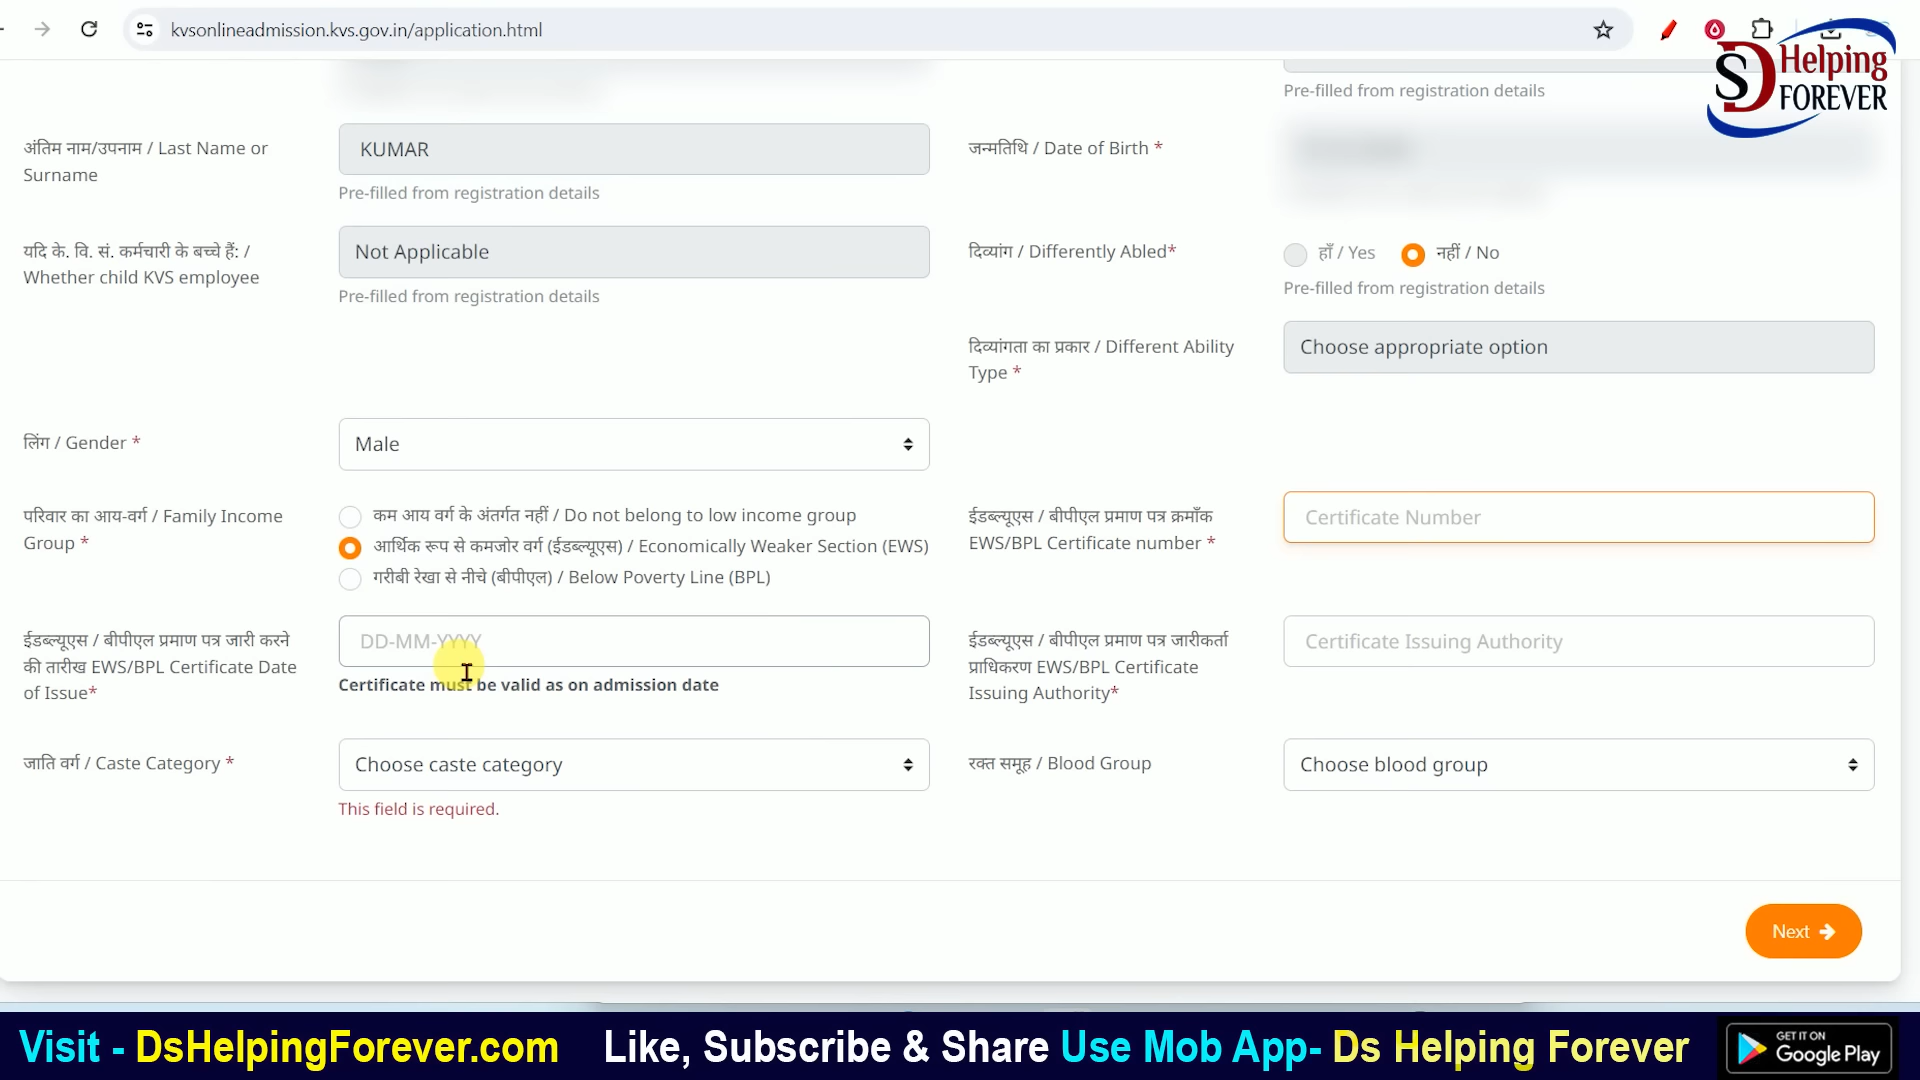 kvsonlineadmission.kvs.gov.in/application.html
SD Helping
FOREVER
Pre-filled from registration details
अंतिम नाम/उपनाम / Last Name or
Surname
KUMAR
Pre-filled from registration details
जन्मतिथि / Date of Birth *
यदि के. वि. सं. कर्मचारी के बच्चे हैं: /
Whether child KVS employee
Not Applicable
Pre-filled from registration details
दिव्यांग / Differently Abled*
हाँ / Yes
नहीं / No
Pre-filled from registration details
दिव्यांगता का प्रकार / Different Ability
Type *
Choose appropriate option
लिंग / Gender *
Male
परिवार का आय-वर्ग / Family Income
Group *
कम आय वर्ग के अंतर्गत नहीं / Do not belong to low income group
आर्थिक रूप से कमजोर वर्ग (ईडब्ल्यूएस) / Economically Weaker Section (EWS)
गरीबी रेखा से नीचे (बीपीएल) / Below Poverty Line (BPL)
ईडब्ल्यूएस / बीपीएल प्रमाण पत्र क्रमाँक
EWS/BPL Certificate number *
Certificate Number
ईडब्ल्यूएस / बीपीएल प्रमाण पत्र जारी करने
की तारीख EWS/BPL Certificate Date
of Issue*
DD-MM-YYYY
Certificate must be valid as on admission date
ईडब्ल्यूएस / बीपीएल प्रमाण पत्र जारीकर्ता
प्राधिकरण EWS/BPL Certificate
Issuing Authority*
Certificate Issuing Authority
जाति वर्ग / Caste Category *
Choose caste category
This field is required.
रक्त समूह / Blood Group
Choose blood group
Next
Visit - DsHelpingForever.com
Like, Subscribe & Share Use Mob App- Ds Helping Forever
GET IT ON
Google Play